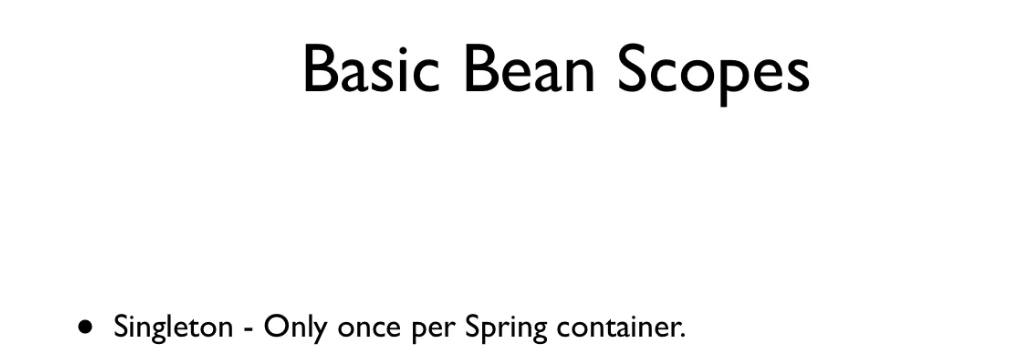 Basic Bean Scopes
• Singleton - Only once per Spring container.